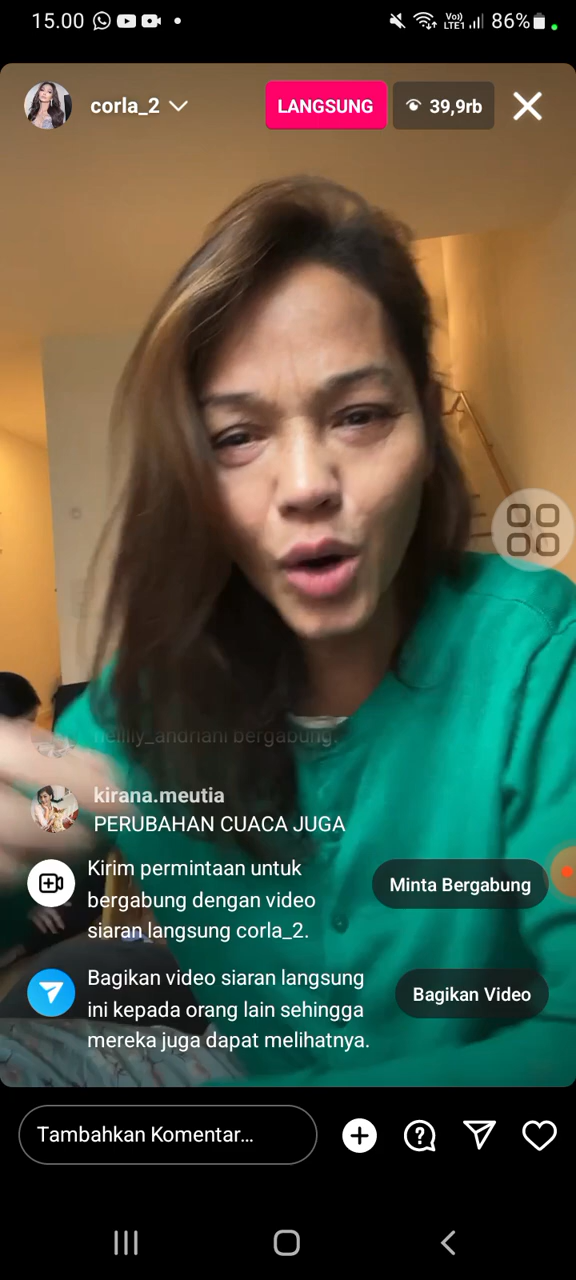 15.00
Vo))
LTE1
86%
corla_2
LANGSUNG
39,9rb
bergabung.
kirana.meutia
PERUBAHAN CUACA JUGA
Kirim permintaan untuk
bergabung dengan video
siaran langsung corla_2.
Minta Bergabung
Bagikan video siaran langsung
ini kepada orang lain sehingga
mereka juga dapat melihatnya.
Bagikan Video
Tambahkan Komentar...